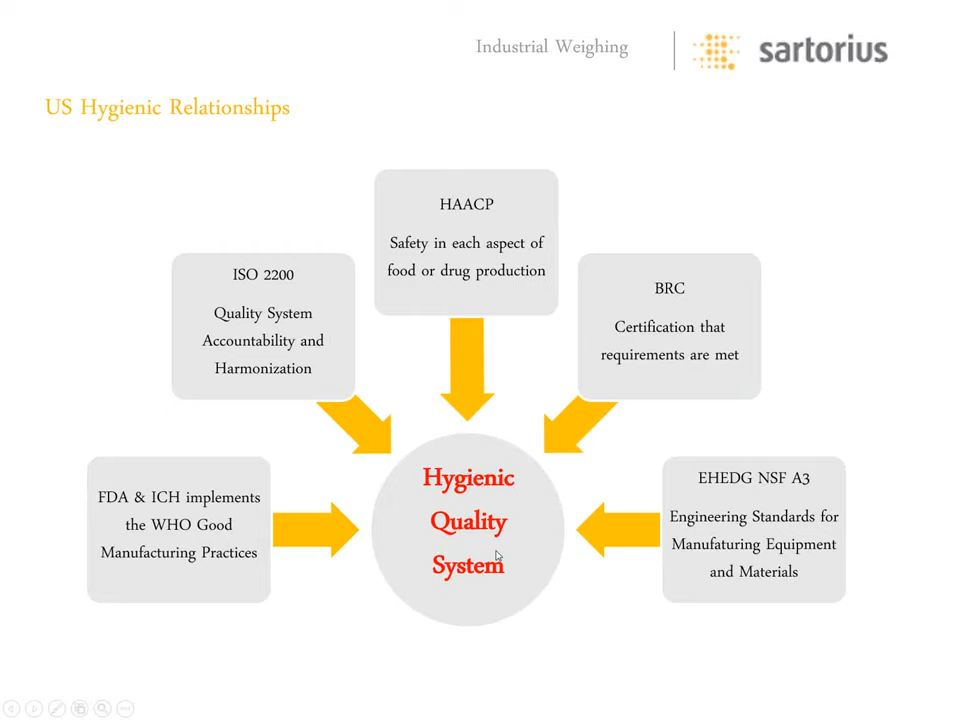 Industrial Weighing
sartorius
US Hygienic Relationships
HAACP
Safety in each aspect of
food or drug production
ISO 2200
Quality System
Accountability and
Harmonization
BRC
Certification that
requirements are met
FDA & ICH implements
the WHO Good
Manufacturing Practices
Hygienic
Quality
System
EHEDG NSF A3
Engineering Standards for
Manufaturing Equipment
and Materials